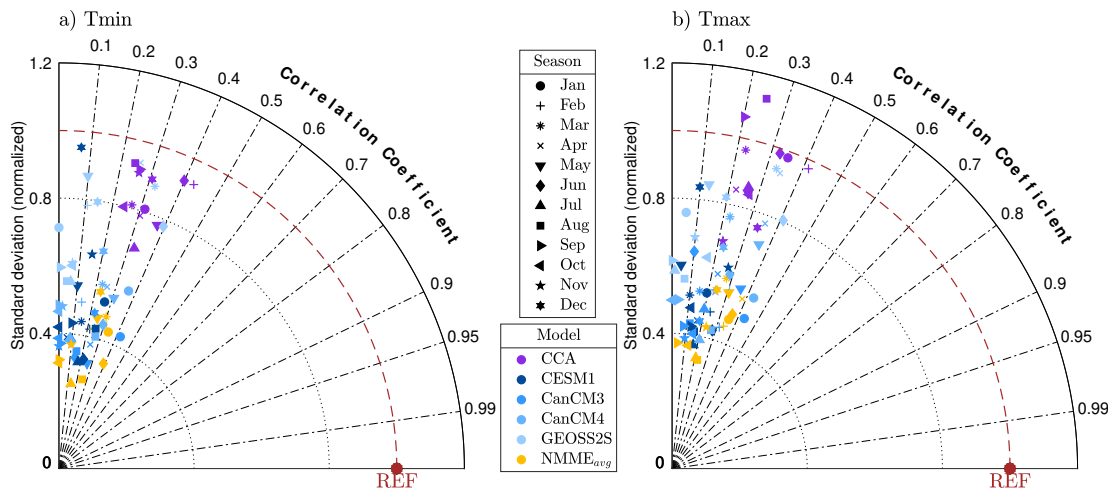 a) Tmin
b) Tmax
1.2
0.8
0.4
0
Standard deviation (normalized)
0.1
0.2
0.3
0.4
0.5
0.6
0.7
0.8
0.9
0.95
0.99
Correlation Coefficient
REF
Season
Jan
Feb
Mar
Apr
May
Jun
Jul
Aug
Sep
Oct
Nov
Dec
Model
CCA
CESM1
CanCM3
CanCM4
GEOSS2S
NMMEavg
1.2
0.8
0.4
0
Standard deviation (normalized)
0.1
0.2
0.3
0.4
0.5
0.6
0.7
0.8
0.9
0.95
0.99
Correlation Coefficient
REF